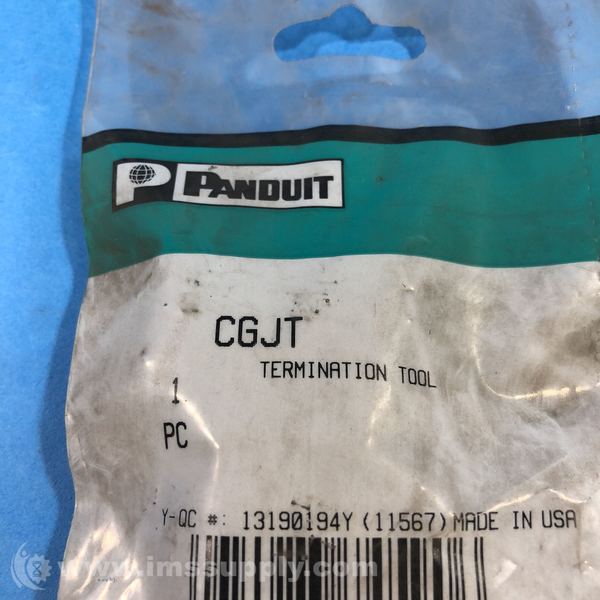 P PANDUIT
CGJT
TERMINATION TOOL
1
PC
Y-QC #: 13190194Y (11567) MADE IN USA
www.imssupply.com